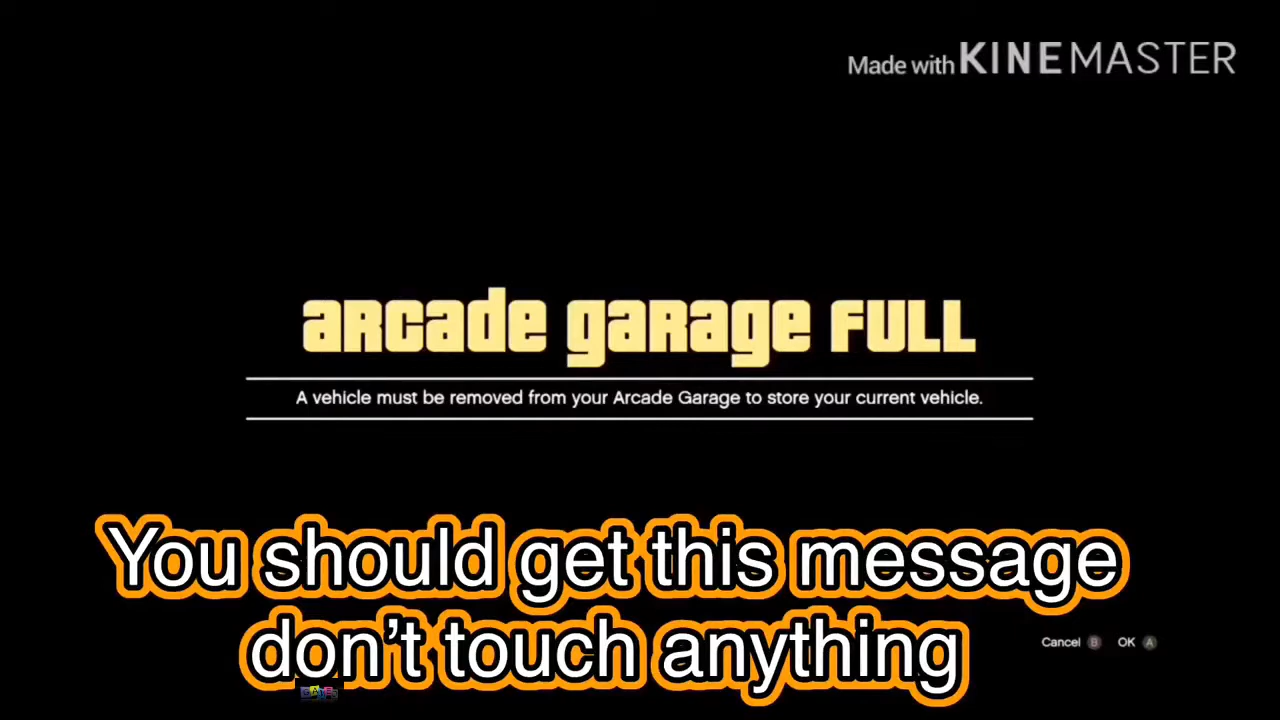 Made with KINEMASTER
arcade garage FULL
A vehicle must be removed from your Arcade Garage to store your current vehicle.
You should get this message
don’t touch anything
Cancel B OK A